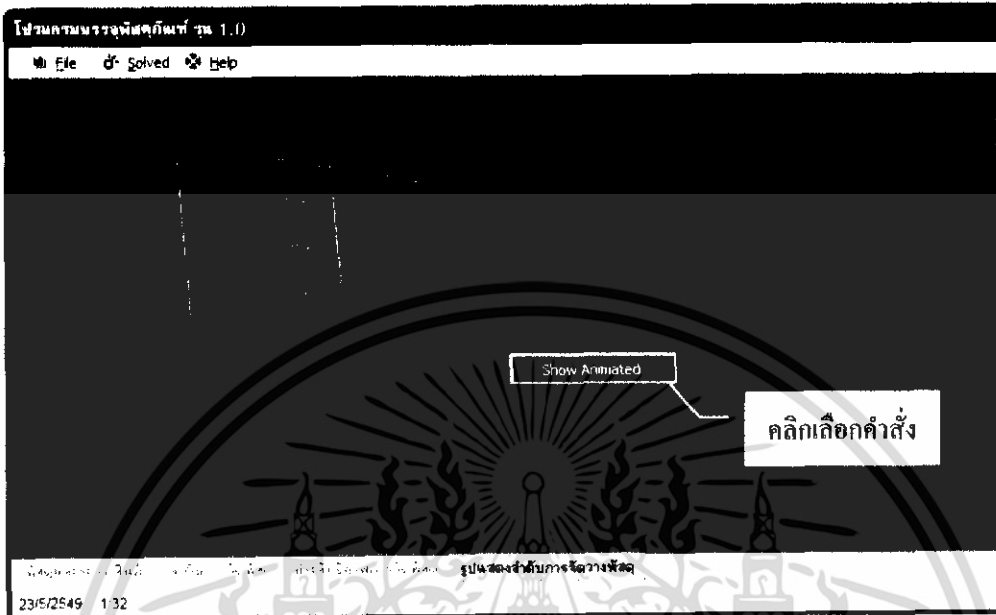 โปรแกรมบรรจุพัสดุภัณฑ์ รุ่น 1.0
File Solved Help
Show Animated
คลิกเลือกคำสั่ง
รูปแสดงลำดับการจัดวางพัสดุ
23/5/2549 1:32